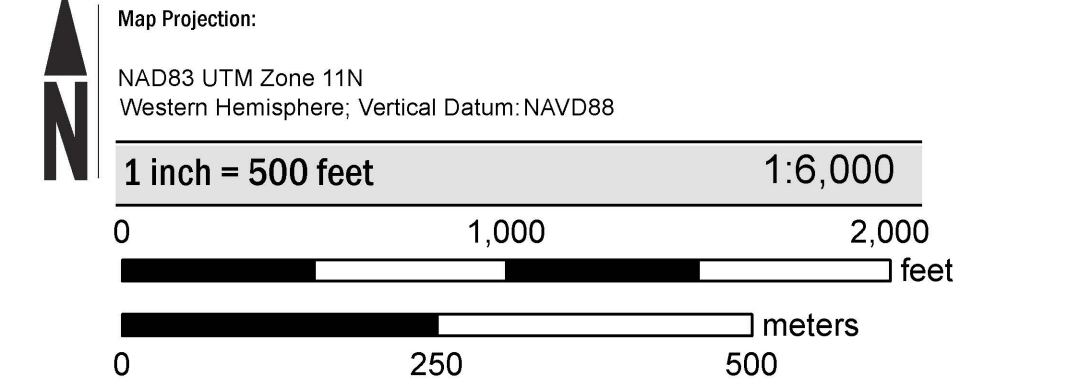 Map Projection:
NAD83 UTM Zone 11N
Western Hemisphere; Vertical Datum: NAVD88
N
1 inch = 500 feet 1:6,000
0 1,000 2,000
feet
meters
0 250 500